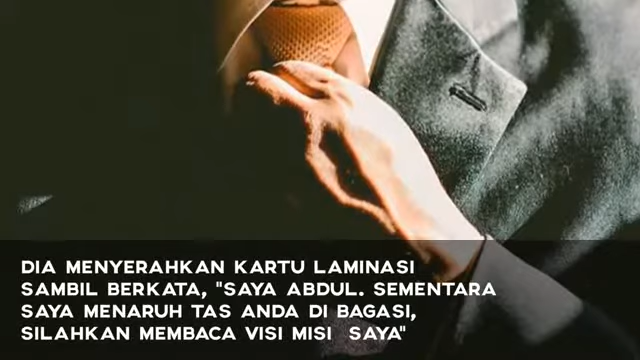 DIA MENYERAHKAN KARTU LAMINASI
SAMBIL BERKATA, "SAYA ABDUL. SEMENTARA
SAYA MENARUH TAS ANDA DI BAGASI,
SILAHKAN MEMBACA VISI MISI  SAYA"